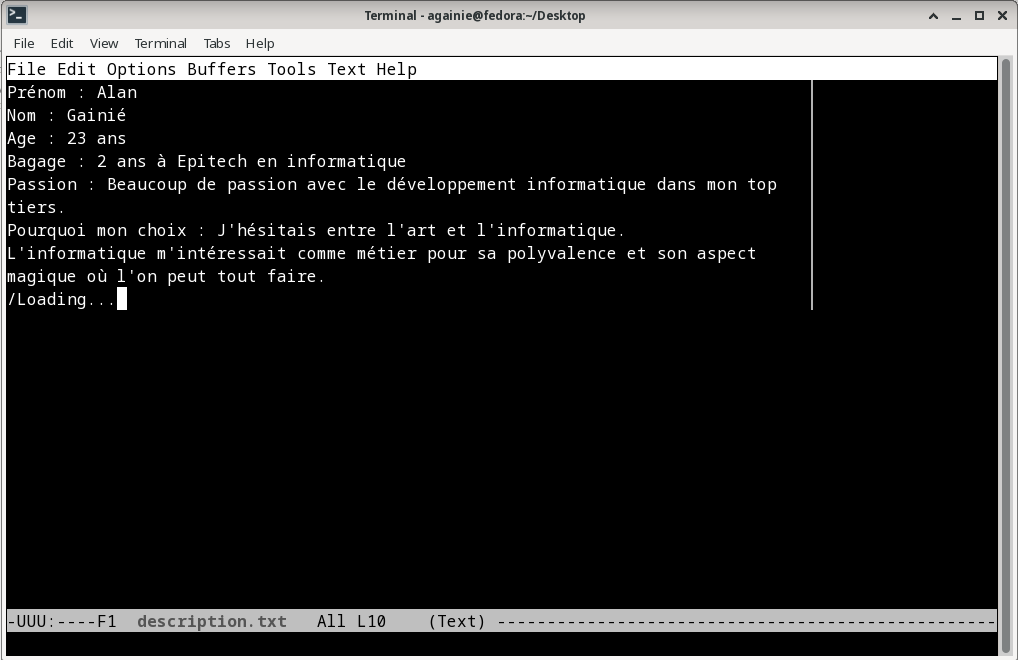 Terminal - againie@fedora:~/Desktop
File Edit View Terminal Tabs Help
File Edit Options Buffers Tools Text Help
Prénom : Alan
Nom : Gainié
Age : 23 ans
Bagage : 2 ans à Epitech en informatique
Passion : Beaucoup de passion avec le développement informatique dans mon top
tiers.
Pourquoi mon choix : J'hésitais entre l'art et l'informatique.
L'informatique m'intéressait comme métier pour sa polyvalence et son aspect
magique où l'on peut tout faire.
/Loading...
-UUU:----F1  description.txt   All L10    (Text) --------------------------------------------------